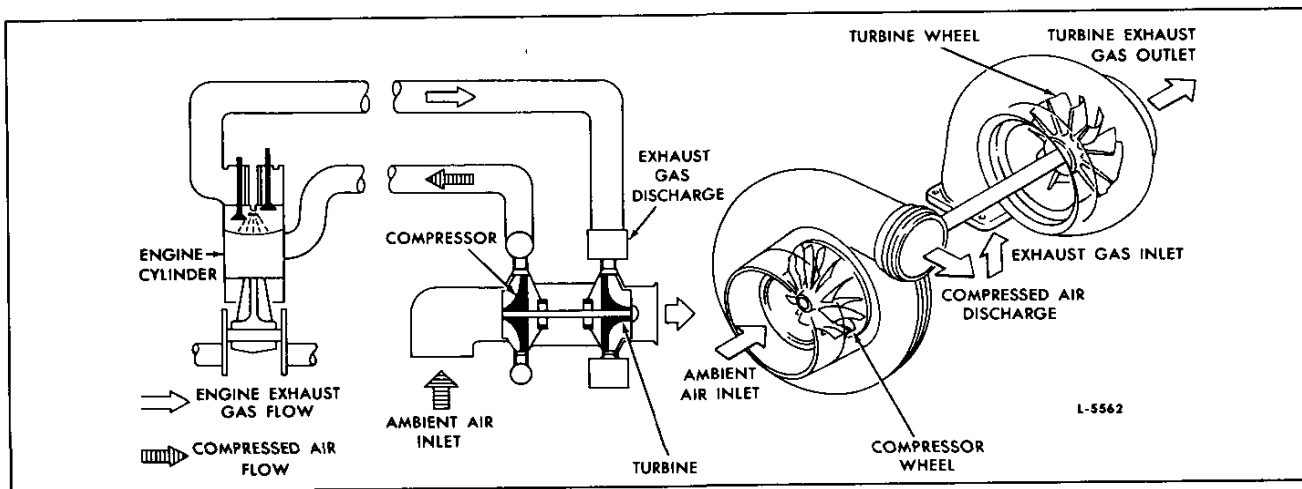 TURBINE WHEEL
TURBINE EXHAUST
GAS OUTLET
EXHAUST
GAS
DISCHARGE
COMPRESSOR
ENGINE
CYLINDER
EXHAUST GAS INLET
COMPRESSED AIR
DISCHARGE
AMBIENT
AIR INLET
ENGINE EXHAUST
GAS FLOW
AMBIENT AIR
INLET
L-5562
COMPRESSED AIR
FLOW
TURBINE
COMPRESSOR
WHEEL